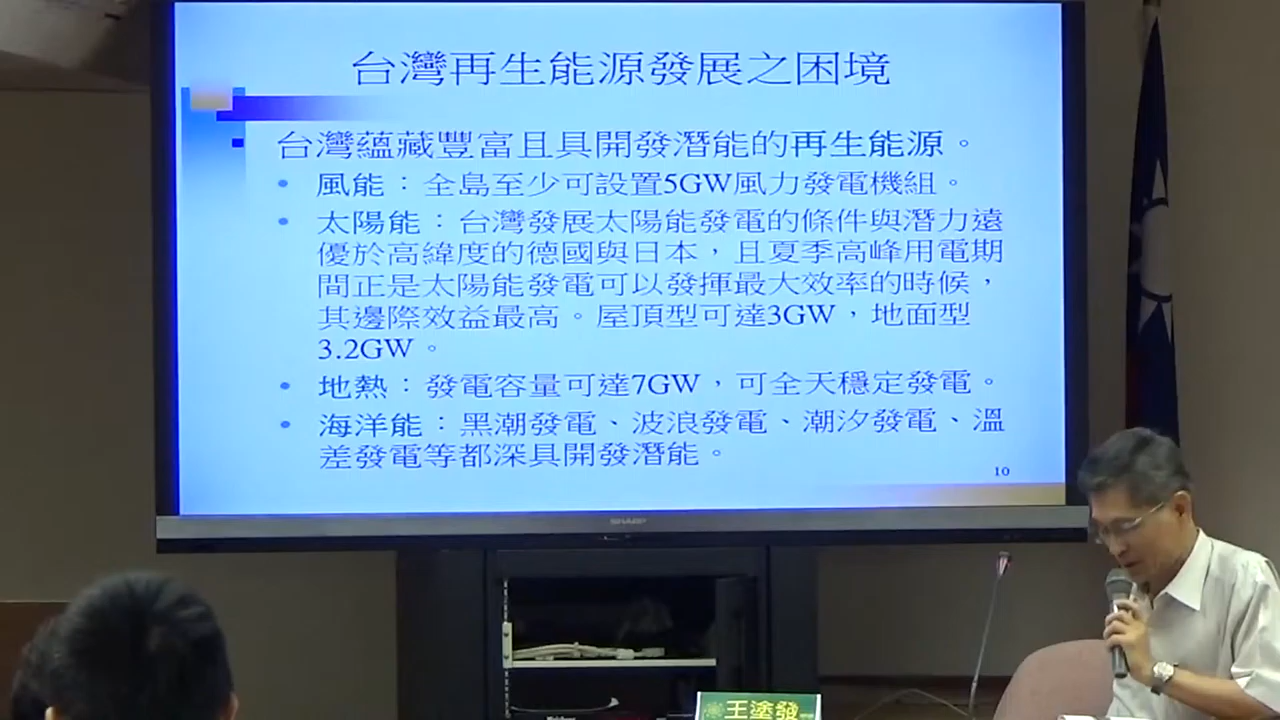 台灣再生能源發展之困境
台灣蘊藏豐富且具開發潛能的再生能源。
• 風能：全島至少可設置5GW風力發電機組。
• 太陽能：台灣發展太陽能發電的條件與潛力遠
優於高緯度的德國與日本，且夏季高峰用電期
間正是太陽能發電可以發揮最大效率的時候，
其邊際效益最高。屋頂型可達3GW，地面型
3.2GW。
• 地熱：發電容量可達7GW，可全天穩定發電。
• 海洋能：黑潮發電、波浪發電、潮汐發電、溫
差發電等都深具開發潛能。
10
SHARP
王塗發